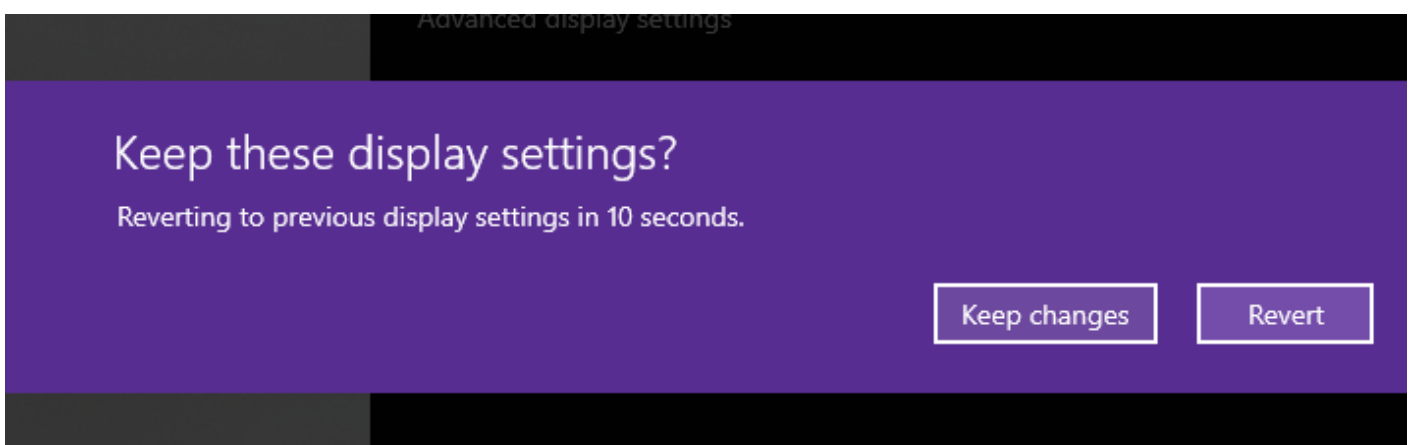 Advanced display settings
Keep these display settings?
Reverting to previous display settings in 10 seconds.
Keep changes
Revert